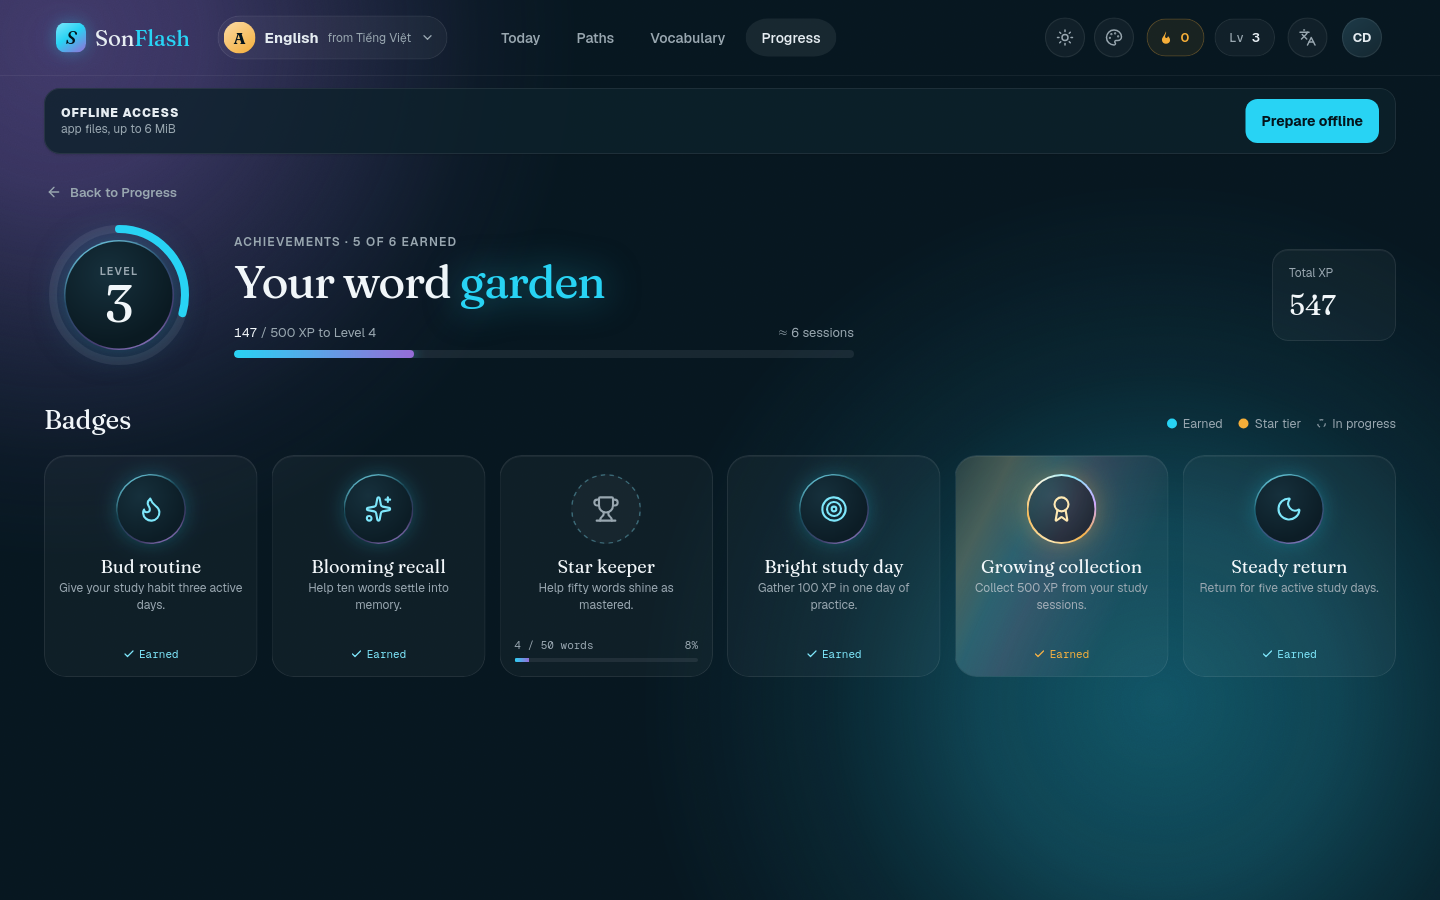 S SonFlash
A English from Tiếng Việt
Today Paths Vocabulary Progress
0
Lv 3
CD
OFFLINE ACCESS
app files, up to 6 MiB
Prepare offline
Back to Progress
LEVEL
3
ACHIEVEMENTS · 5 OF 6 EARNED
Your word garden
147 / 500 XP to Level 4
≈ 6 sessions
Total XP
547
Badges
Earned Star tier In progress
Bud routine
Give your study habit three active
days.
Earned
Blooming recall
Help ten words settle into
memory.
Earned
Star keeper
Help fifty words shine as
mastered.
4 / 50 words 8%
Bright study day
Gather 100 XP in one day of
practice.
Earned
Growing collection
Collect 500 XP from your study
sessions.
Earned
Steady return
Return for five active study days.
Earned